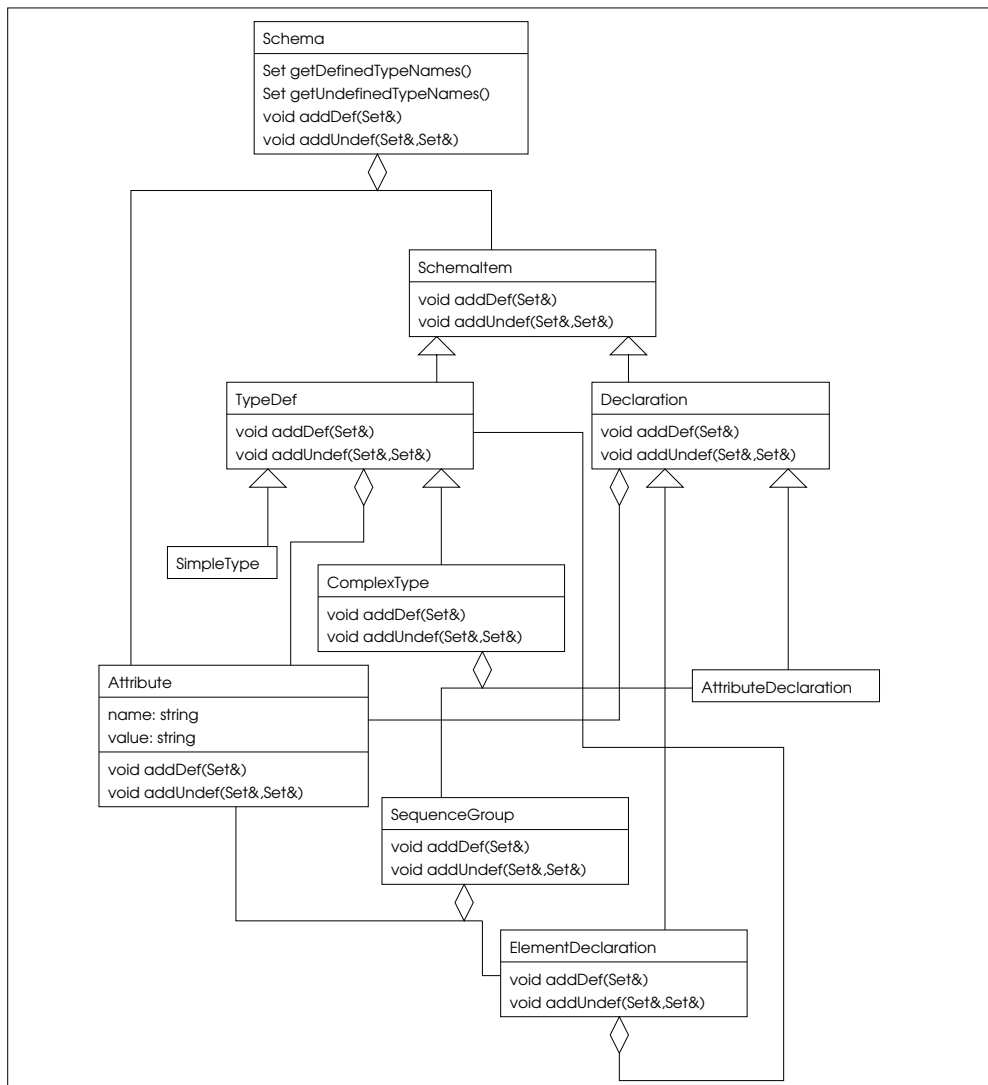 Schema
Set getDefinedTypeNames()
Set getUndefinedTypeNames()
void addDef(Set&)
void addUndef(Set&,Set&)
SchemaItem
void addDef(Set&)
void addUndef(Set&,Set&)
TypeDef
void addDef(Set&)
void addUndef(Set&,Set&)
Declaration
void addDef(Set&)
void addUndef(Set&,Set&)
SimpleType
ComplexType
void addDef(Set&)
void addUndef(Set&,Set&)
Attribute
name: string
value: string
void addDef(Set&)
void addUndef(Set&,Set&)
AttributeDeclaration
SequenceGroup
void addDef(Set&)
void addUndef(Set&,Set&)
ElementDeclaration
void addDef(Set&)
void addUndef(Set&,Set&)